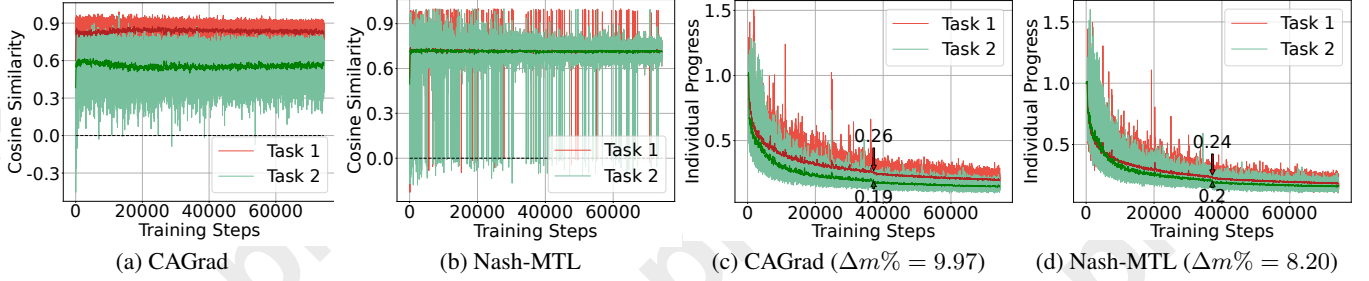 Cosine Similarity
0.9
0.6
0.3
0.0
-0.3
Task 1
Task 2
0
20000
40000
60000
Training Steps
(a) CAGrad
Cosine Similarity
0.9
0.6
0.3
0.0
Task 1
Task 2
0
20000
40000
60000
Training Steps
(b) Nash-MTL
Individual Progress
1.5
1.0
0.5
Task 1
Task 2
0.26
0.19
0
20000
40000
60000
Training Steps
(c) CAGrad (Δm% = 9.97)
Individual Progress
1.5
1.0
0.5
Task 1
Task 2
0.24
0.2
0
20000
40000
60000
Training Steps
(d) Nash-MTL (Δm% = 8.20)